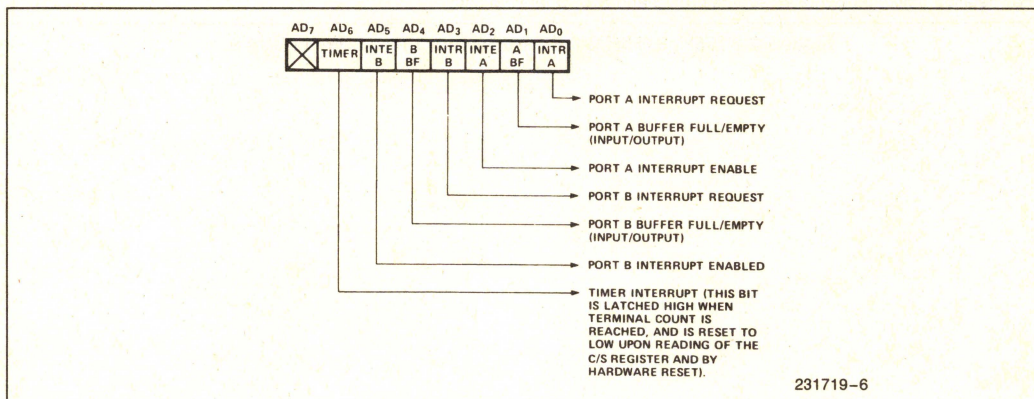 AD7 AD6 AD5 AD4 AD3 AD2 AD1 AD0
TIMER
INTE B
B BF
INTR B
INTE A
A BF
INTR A
PORT A INTERRUPT REQUEST
PORT A BUFFER FULL/EMPTY
(INPUT/OUTPUT)
PORT A INTERRUPT ENABLE
PORT B INTERRUPT REQUEST
PORT B BUFFER FULL/EMPTY
(INPUT/OUTPUT)
PORT B INTERRUPT ENABLED
TIMER INTERRUPT (THIS BIT
IS LATCHED HIGH WHEN
TERMINAL COUNT IS
REACHED, AND IS RESET TO
LOW UPON READING OF THE
C/S REGISTER AND BY
HARDWARE RESET).
231719-6